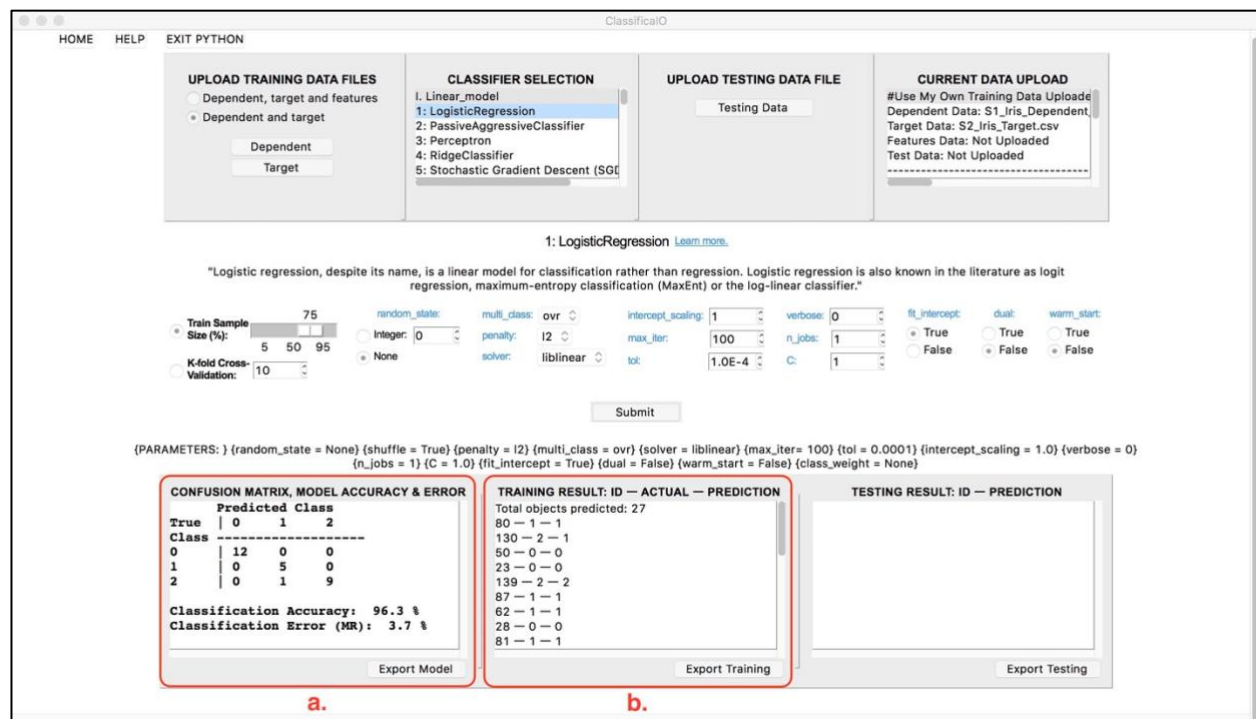 ClassificaIO
HOME HELP EXIT PYTHON
UPLOAD TRAINING DATA FILES
Dependent, target and features
Dependent and target
Dependent
Target
CLASSIFIER SELECTION
I. Linear_model
1: LogisticRegression
2: PassiveAggressiveClassifier
3: Perceptron
4: RidgeClassifier
5: Stochastic Gradient Descent (SGD
UPLOAD TESTING DATA FILE
Testing Data
CURRENT DATA UPLOAD
#Use My Own Training Data Uploade
Dependent Data: S1_Iris_Dependent_
Target Data: S2_Iris_Target.csv
Features Data: Not Uploaded
Test Data: Not Uploaded
------------------------------------
1: LogisticRegression Learn more.
"Logistic regression, despite its name, is a linear model for classification rather than regression. Logistic regression is also known in the literature as logit
regression, maximum-entropy classification (MaxEnt) or the log-linear classifier."
Train Sample
Size (%):
75
5 50 95
K-fold Cross-
Validation: 10
random_state:
Integer: 0
None
multi_class: ovr
penalty: l2
solver: liblinear
intercept_scaling: 1
max_iter: 100
tol: 1.0E-4
verbose: 0
n_jobs: 1
C: 1
fit_intercept:
True
False
dual:
True
False
warm_start:
True
False
Submit
{PARAMETERS: } {random_state = None} {shuffle = True} {penalty = l2} {multi_class = ovr} {solver = liblinear} {max_iter= 100} {tol = 0.0001} {intercept_scaling = 1.0} {verbose = 0}
{n_jobs = 1} {C = 1.0} {fit_intercept = True} {dual = False} {warm_start = False} {class_weight = None}
CONFUSION MATRIX, MODEL ACCURACY & ERROR
Predicted Class
True | 0 1 2
Class --------------------
0 | 12 0 0
1 | 0 5 0
2 | 0 1 9
Classification Accuracy: 96.3 %
Classification Error (MR): 3.7 %
Export Model
a.
TRAINING RESULT: ID — ACTUAL — PREDICTION
Total objects predicted: 27
80 — 1 — 1
130 — 2 — 1
50 — 0 — 0
23 — 0 — 0
139 — 2 — 2
87 — 1 — 1
62 — 1 — 1
28 — 0 — 0
81 — 1 — 1
Export Training
b.
TESTING RESULT: ID — PREDICTION
Export Testing